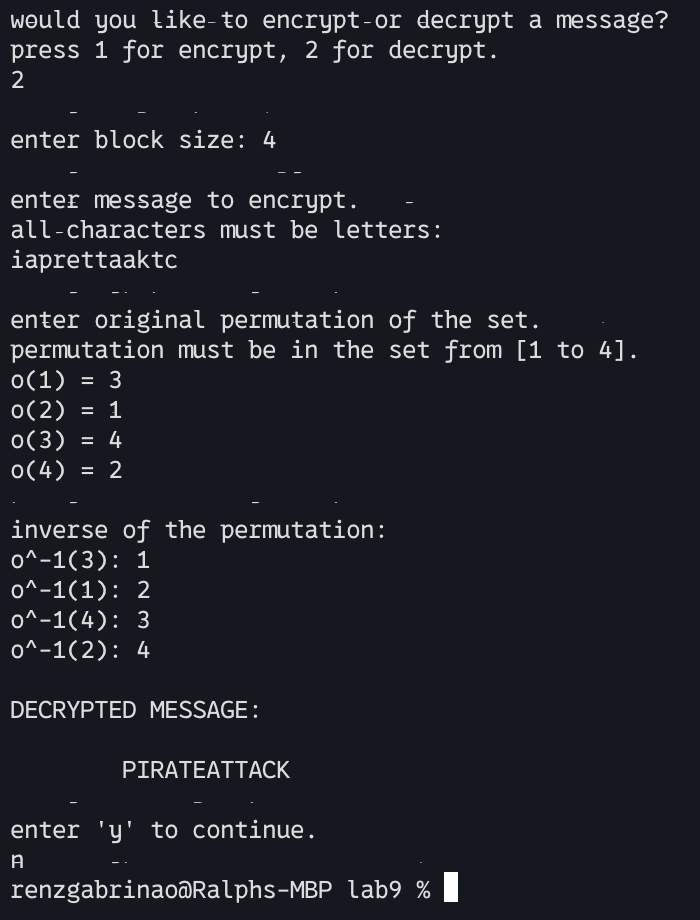 would you like to encrypt or decrypt a message?
press 1 for encrypt, 2 for decrypt.
2
enter block size: 4
enter message to encrypt.
all characters must be letters:
iaprettaaktc
enter original permutation of the set.
permutation must be in the set from [1 to 4].
o(1) = 3
o(2) = 1
o(3) = 4
o(4) = 2
inverse of the permutation:
o^-1(3): 1
o^-1(1): 2
o^-1(4): 3
o^-1(2): 4
DECRYPTED MESSAGE:
PIRATEATTACK
enter 'y' to continue.
n
renzgabrinao@Ralphs-MBP lab9 %